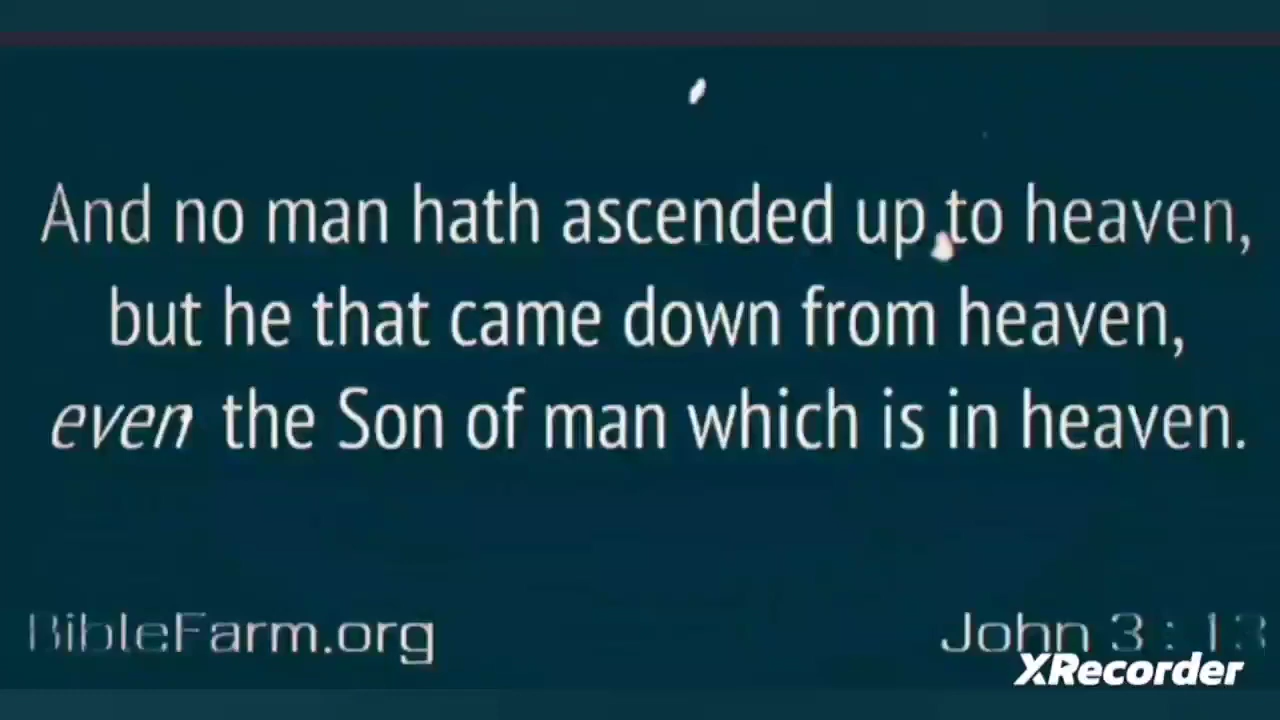 And no man hath ascended up to heaven,
but he that came down from heaven,
even the Son of man which is in heaven.
BibleFarm.org
John 3:13
XRecorder